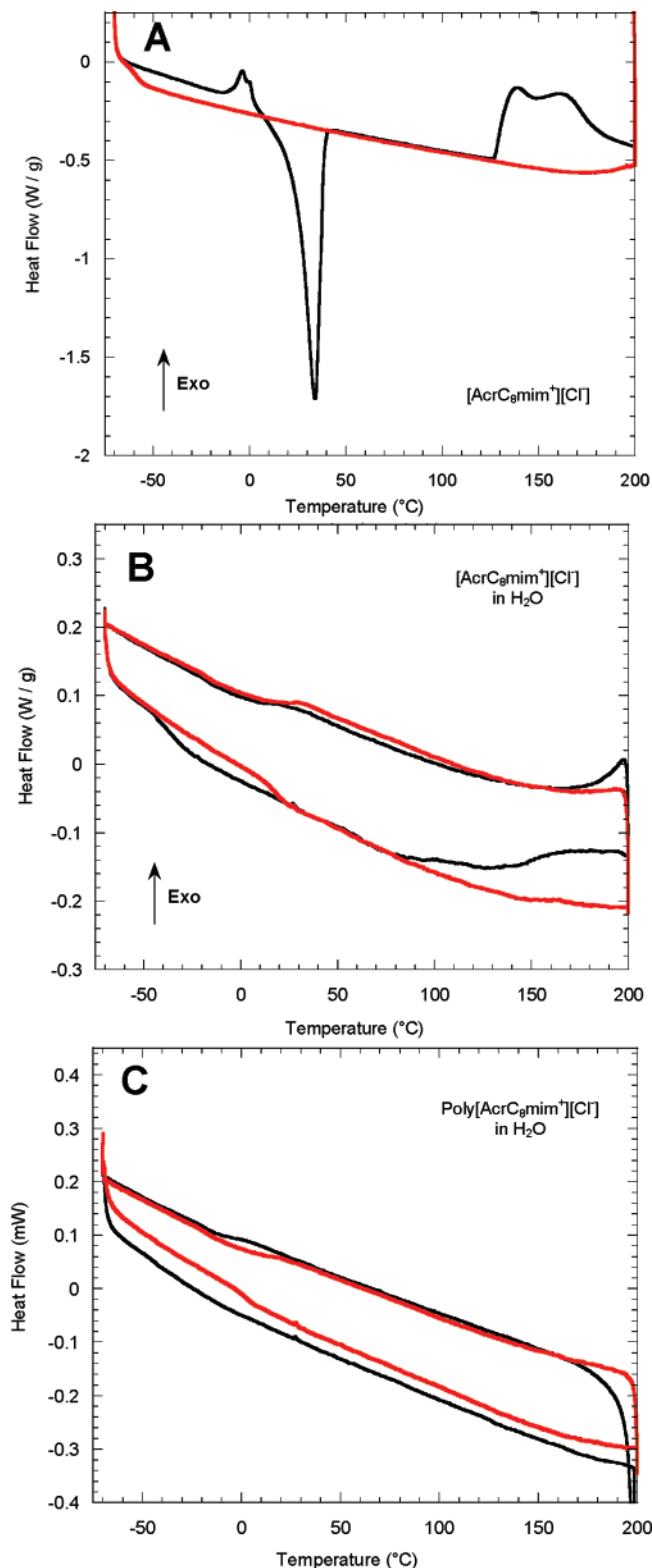 A
0
-0.5
-1
-1.5
-2
Heat Flow (W / g)
Exo
[AcrC8mim+][Cl-]
-50
0
50
100
150
200
Temperature (°C)
B
[AcrC8mim+][Cl-]
in H2O
0.3
0.2
0.1
0
-0.1
-0.2
-0.3
Heat Flow (W / g)
Exo
-50
0
50
100
150
200
Temperature (°C)
C
Poly[AcrC8mim+][Cl-]
in H2O
0.4
0.3
0.2
0.1
0
-0.1
-0.2
-0.3
-0.4
Heat Flow (mW)
-50
0
50
100
150
200
Temperature (°C)